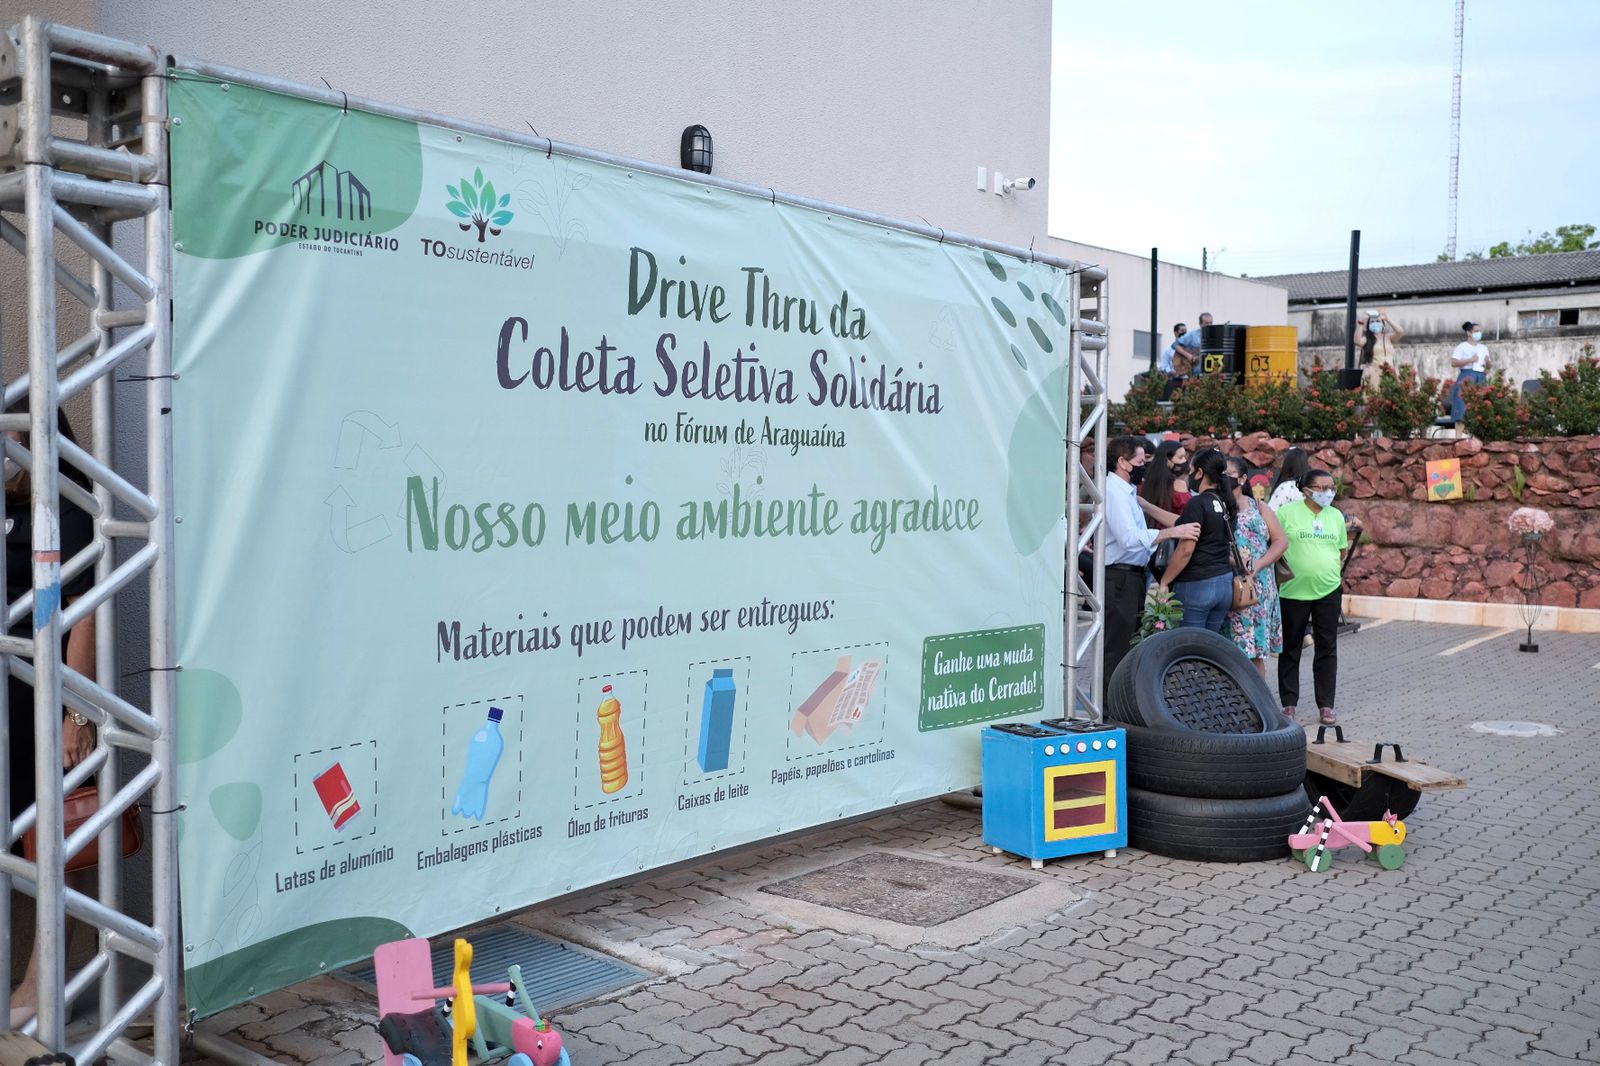 PODER JUDICIÁRIO
ESTADO DO TOCANTINS
TOsustentável
Drive Thru da
Coleta Seletiva Solidária
no Fórum de Araguaína
Nosso meio ambiente agradece
Materiais que podem ser entregues:
Latas de alumínio
Embalagens plásticas
Óleo de frituras
Caixas de leite
Papéis, papelões e cartolinas
Ganhe uma muda
nativa do Cerrado!
03
03
Bio Mundo